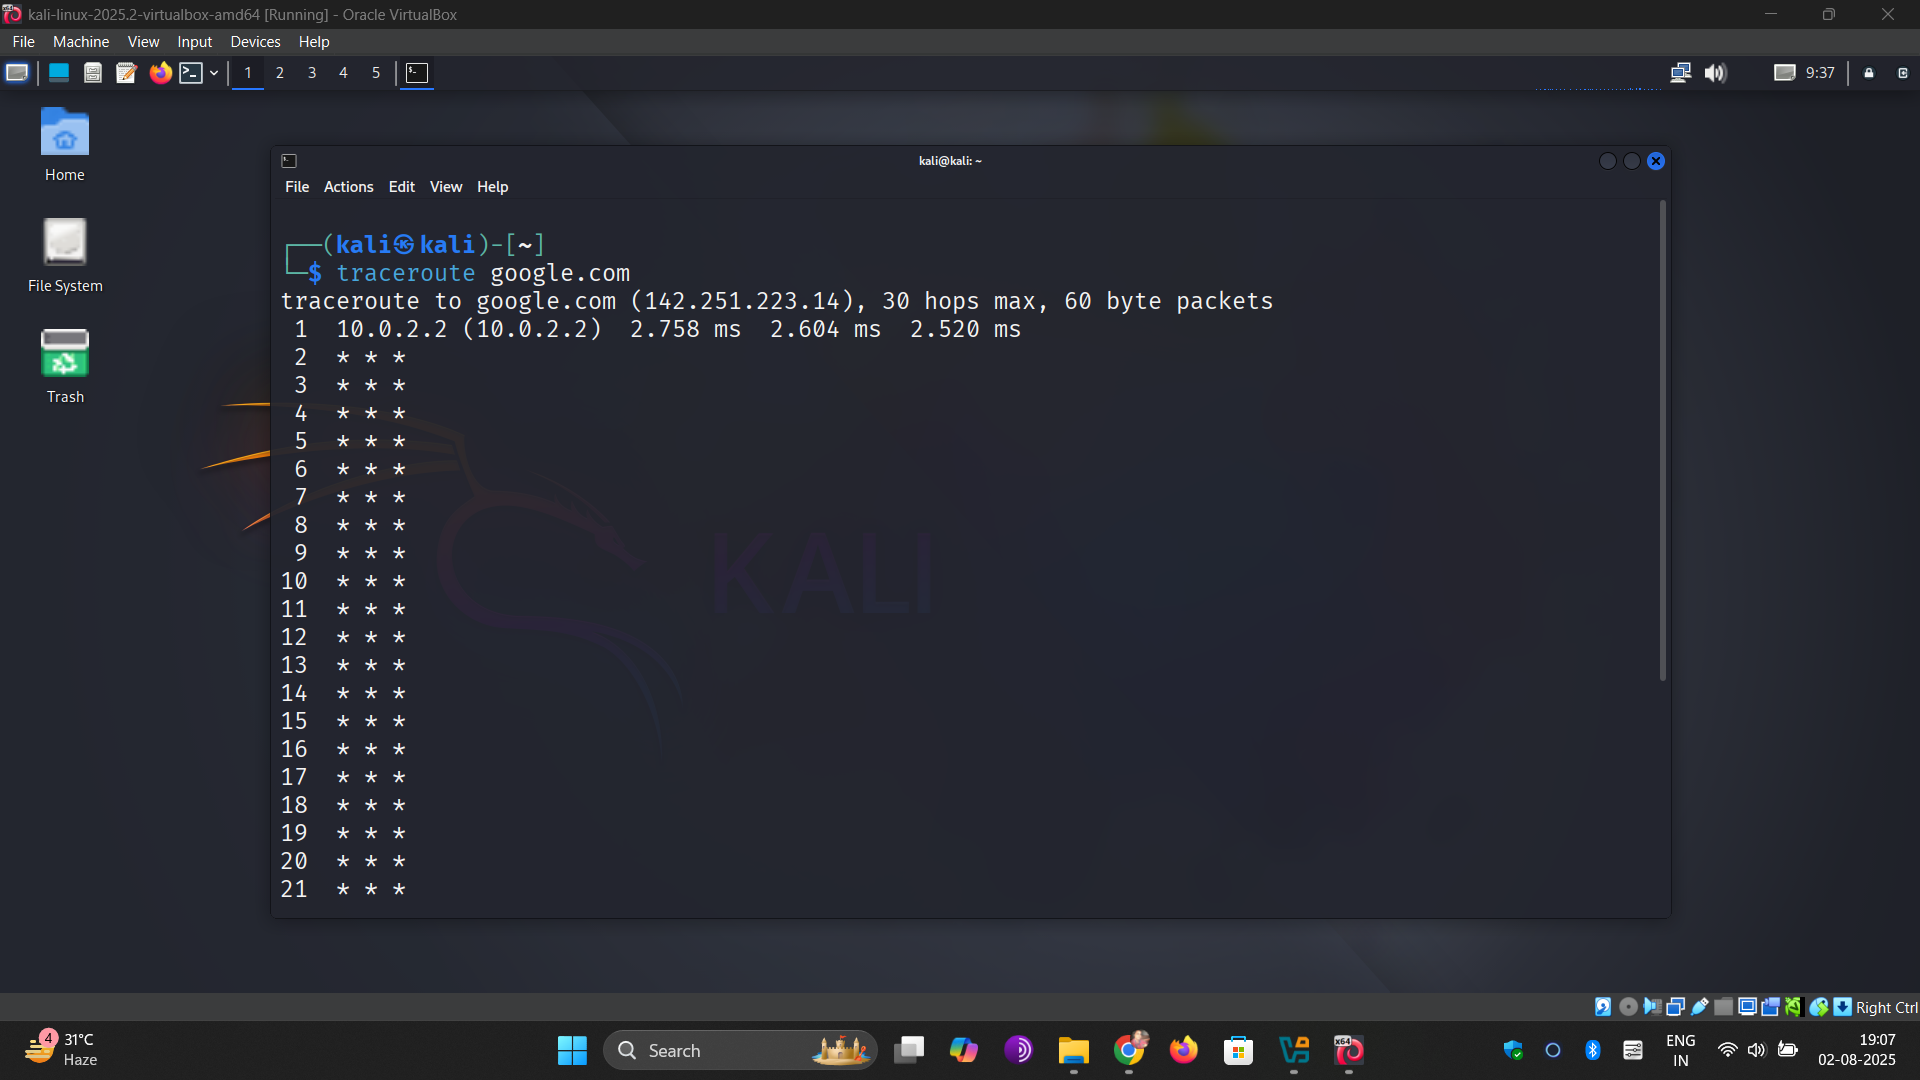 kali-linux-2025.2-virtualbox-amd64 [Running] - Oracle VirtualBox
File Machine View Input Devices Help
1 2 3 4 5
9:37
Home
File System
Trash
kali@kali: ~
File Actions Edit View Help
┌──(kali㉿kali)-[~]
└─$ traceroute google.com
traceroute to google.com (142.251.223.14), 30 hops max, 60 byte packets
1 10.0.2.2 (10.0.2.2) 2.758 ms 2.604 ms 2.520 ms
2 * * *
3 * * *
4 * * *
5 * * *
6 * * *
7 * * *
8 * * *
9 * * *
10 * * *
11 * * *
12 * * *
13 * * *
14 * * *
15 * * *
16 * * *
17 * * *
18 * * *
19 * * *
20 * * *
21 * * *
KALI
Right Ctrl
4
31°C
Haze
Search
X64
ENG
IN
19:07
02-08-2025